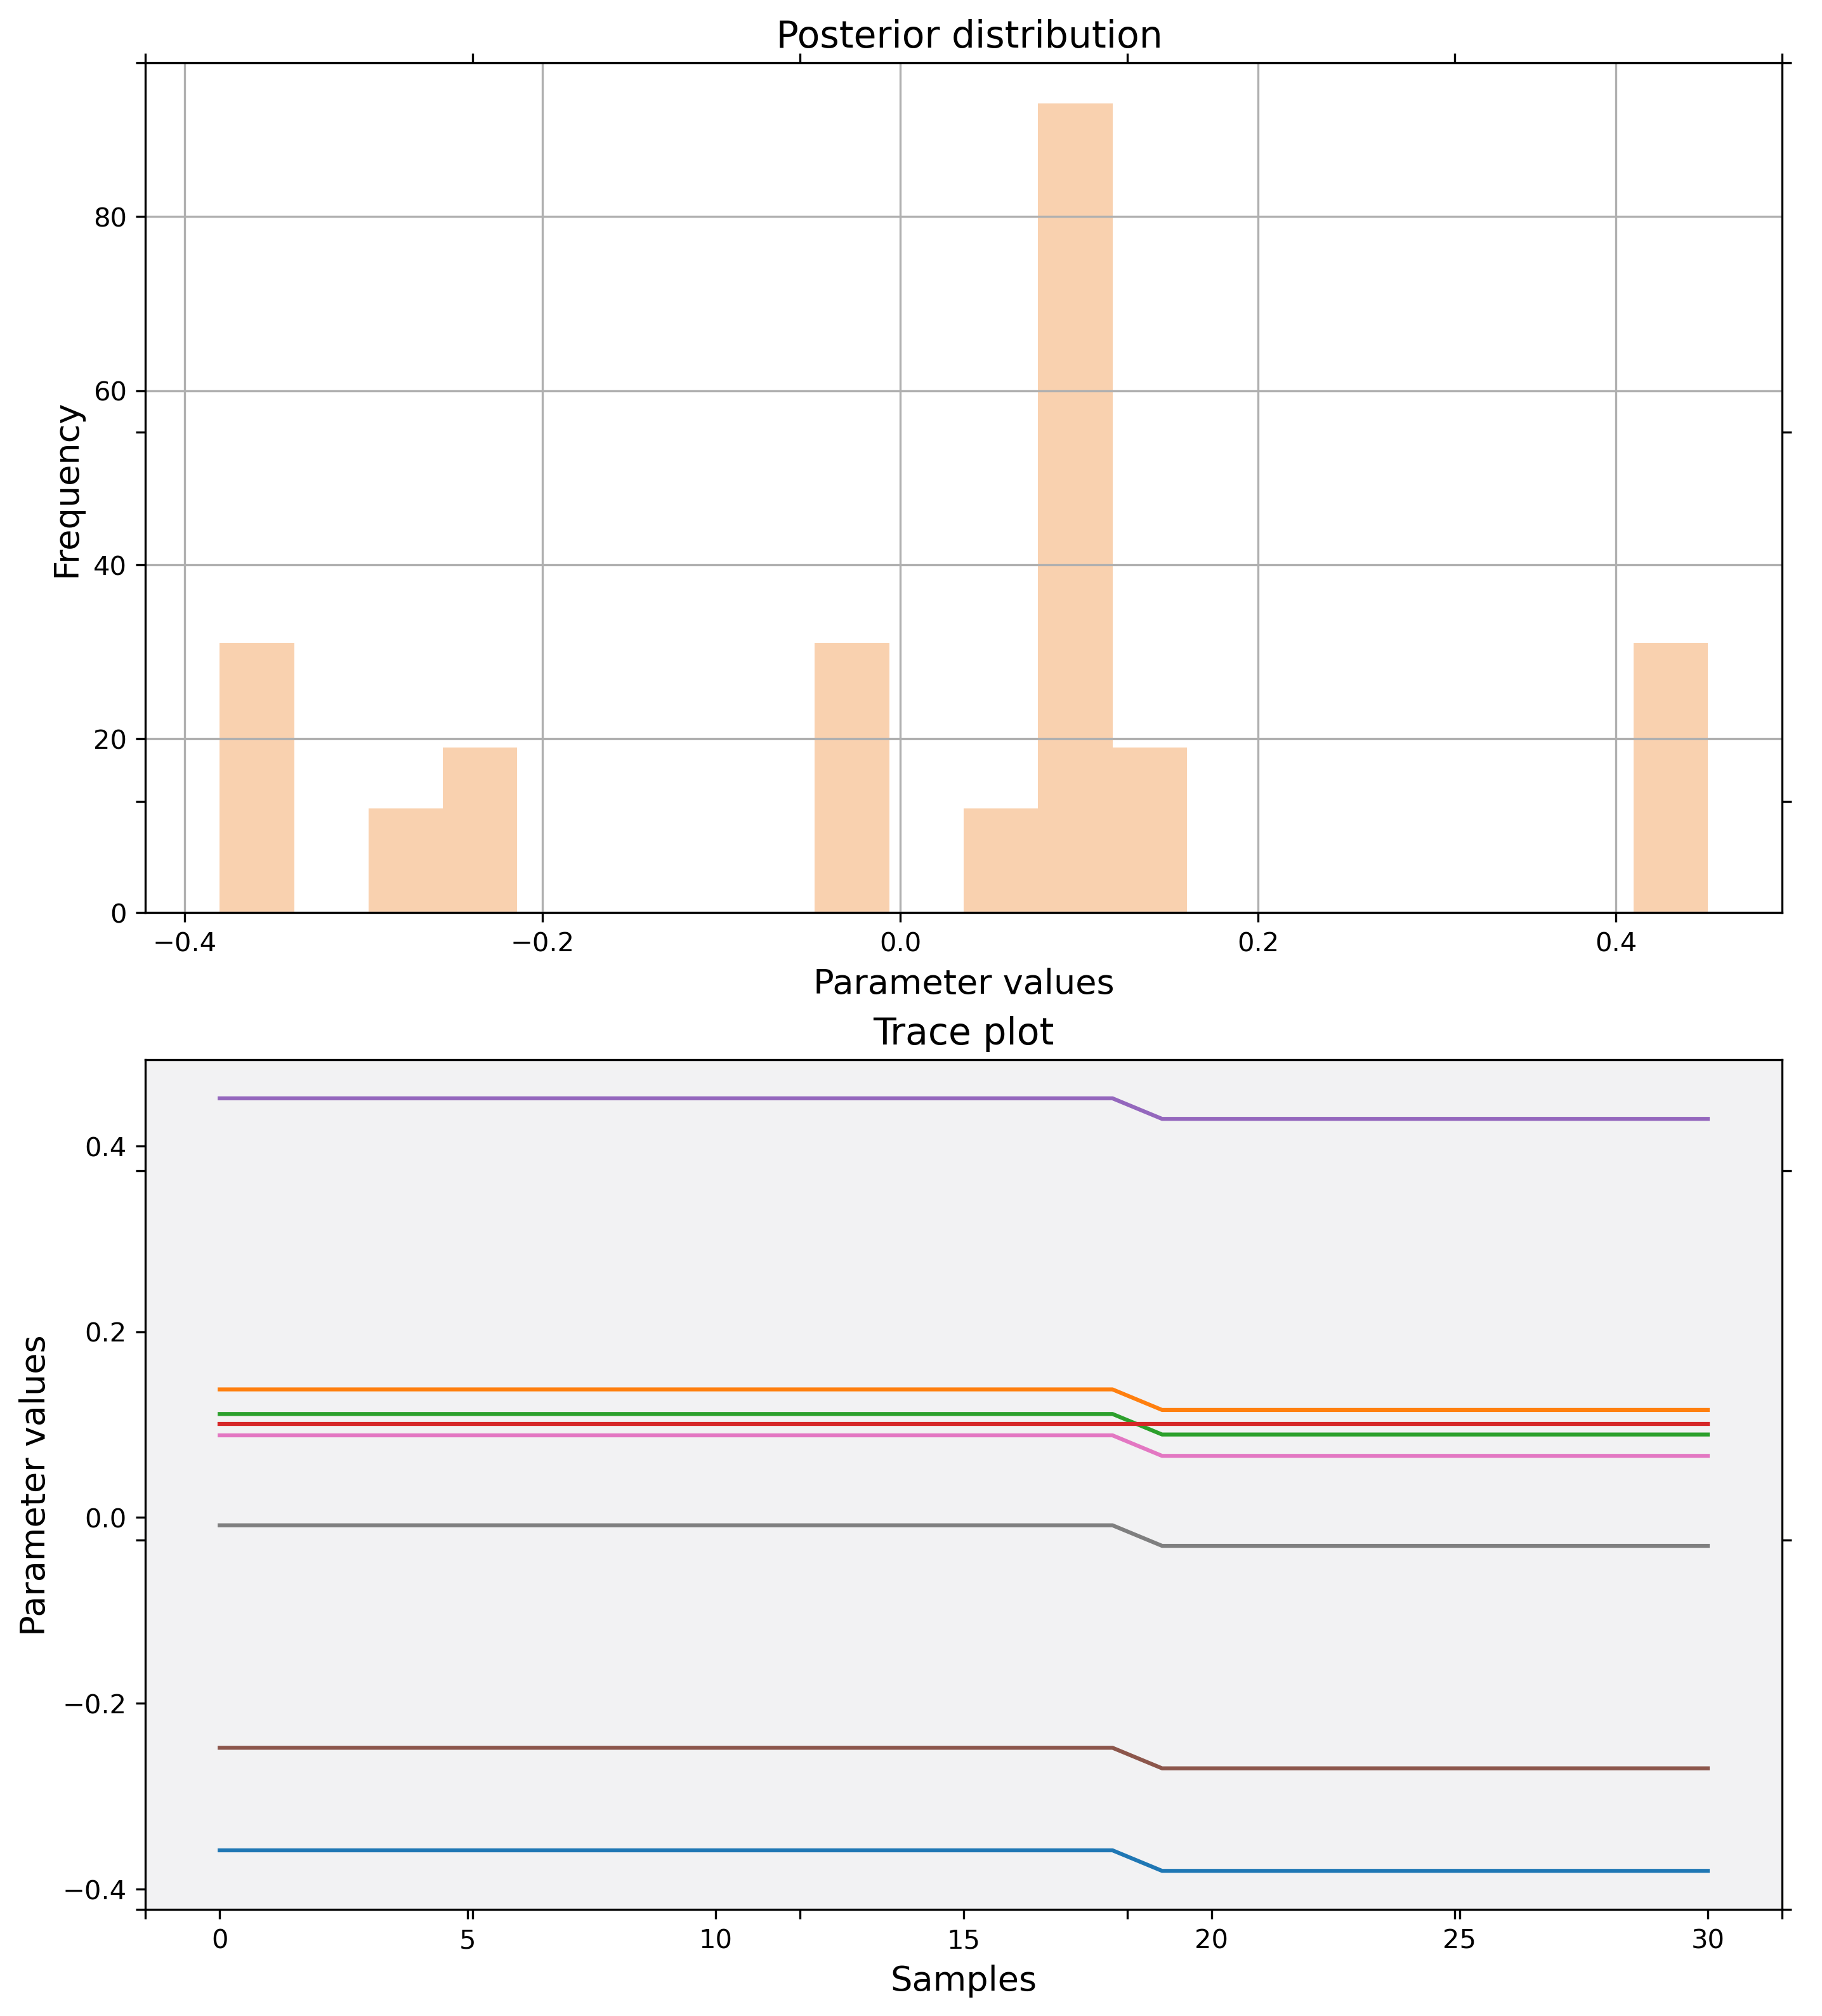 Posterior distribution
Frequency
80
60
40
20
0
−0.4 −0.2 0.0 0.2 0.4
Parameter values
Trace plot
Parameter values
0.4
0.2
0.0
−0.2
−0.4
0 5 10 15 20 25 30
Samples